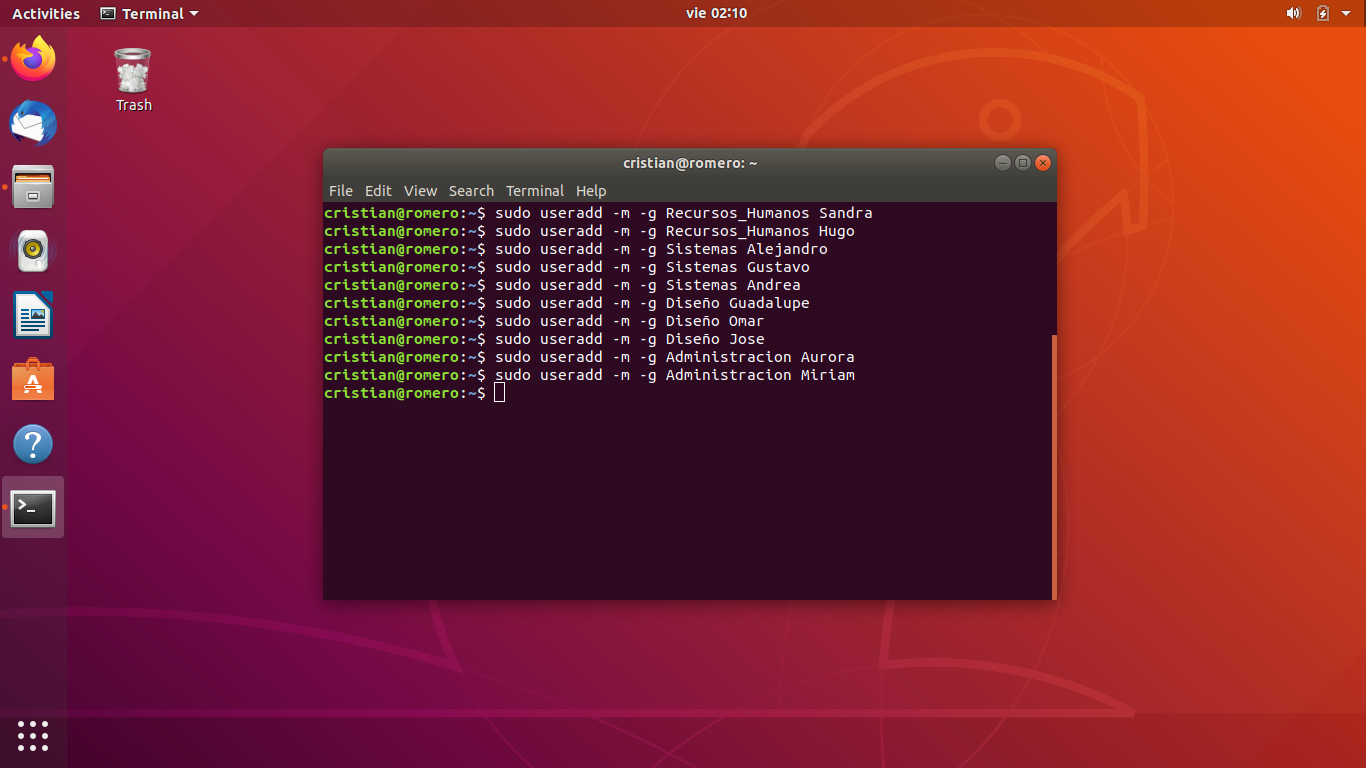 Activities
Terminal
vie 02:10
Trash
cristian@romero: ~
File Edit View Search Terminal Help
cristian@romero:~$ sudo useradd -m -g Recursos_Humanos Sandra
cristian@romero:~$ sudo useradd -m -g Recursos_Humanos Hugo
cristian@romero:~$ sudo useradd -m -g Sistemas Alejandro
cristian@romero:~$ sudo useradd -m -g Sistemas Gustavo
cristian@romero:~$ sudo useradd -m -g Sistemas Andrea
cristian@romero:~$ sudo useradd -m -g Diseño Guadalupe
cristian@romero:~$ sudo useradd -m -g Diseño Omar
cristian@romero:~$ sudo useradd -m -g Diseño Jose
cristian@romero:~$ sudo useradd -m -g Administracion Aurora
cristian@romero:~$ sudo useradd -m -g Administracion Miriam
cristian@romero:~$